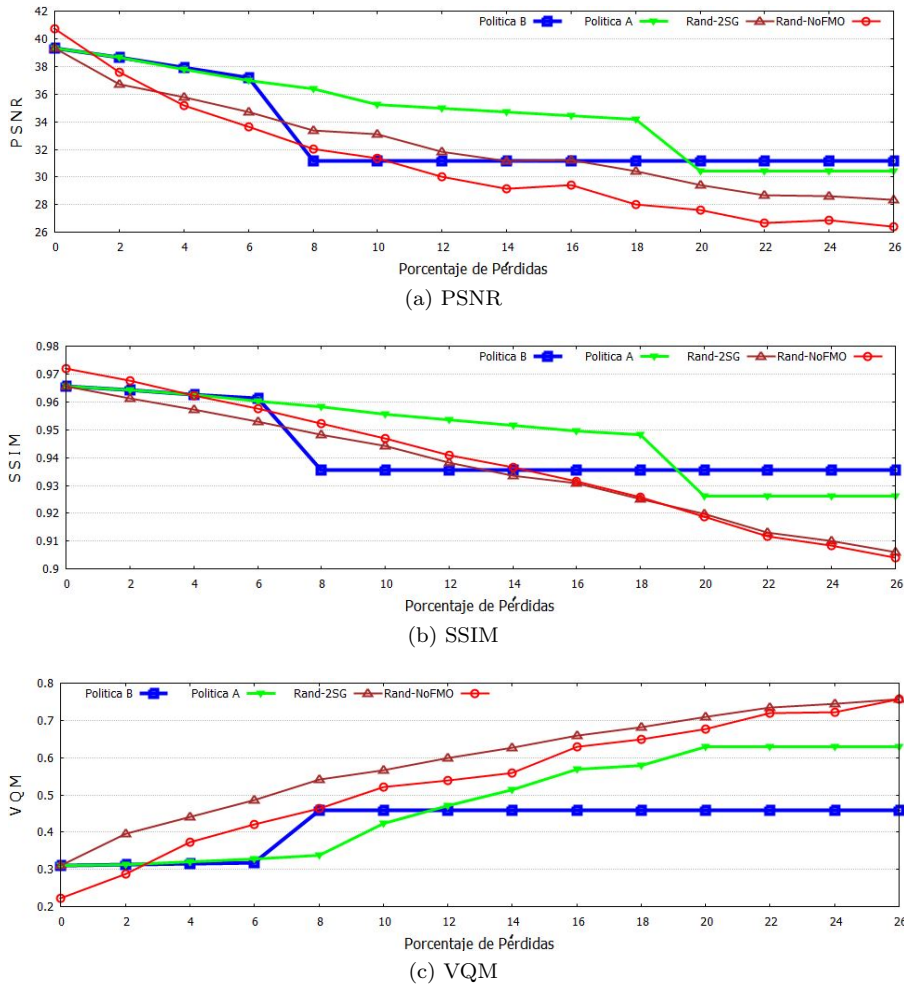 Politica B Politica A Rand-2SG Rand-NoFMO
42
40
38
36
34
32
30
28
26
PSNR
0 2 4 6 8 10 12 14 16 18 20 22 24 26
Porcentaje de Pérdidas
(a) PSNR
Politica B Politica A Rand-2SG Rand-NoFMO
0.98
0.97
0.96
0.95
0.94
0.93
0.92
0.91
0.9
SSIM
0 2 4 6 8 10 12 14 16 18 20 22 24 26
Porcentaje de Pérdidas
(b) SSIM
Politica B Politica A Rand-2SG Rand-NoFMO
0.8
0.7
0.6
0.5
0.4
0.3
0.2
VQM
0 2 4 6 8 10 12 14 16 18 20 22 24 26
Porcentaje de Pérdidas
(c) VQM